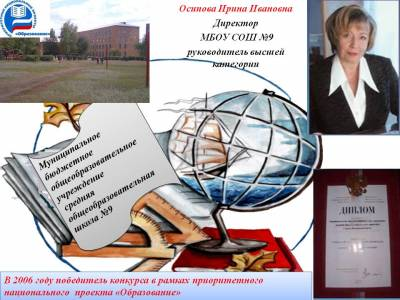 «Образование»
Осипова Ирина Ивановна
Директор
МБОУ СОШ №9
руководитель высшей
категории
Муниципальное
бюджетное
общеобразовательное
учреждение
средняя
общеобразовательная
школа №9
ДИПЛОМ
В 2006 году победитель конкурса в рамках приоритетного
национального проекта «Образование»